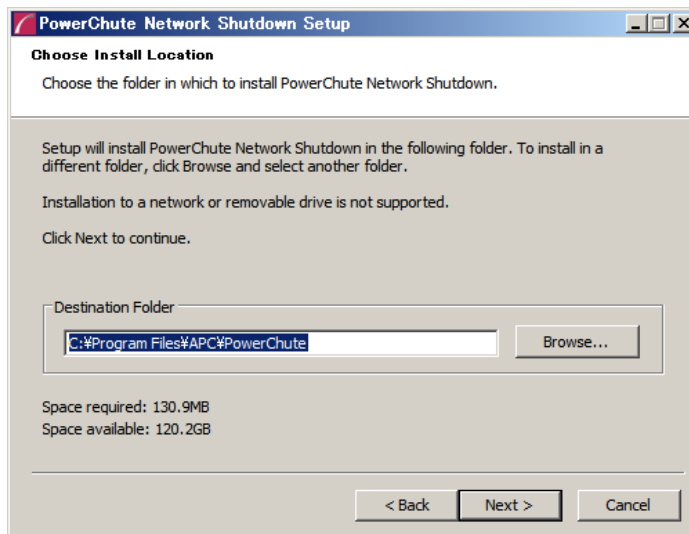 PowerChute Network Shutdown Setup
Choose Install Location
Choose the folder in which to install PowerChute Network Shutdown.
Setup will install PowerChute Network Shutdown in the following folder. To install in a
different folder, click Browse and select another folder.
Installation to a network or removable drive is not supported.
Click Next to continue.
Destination Folder
C:¥Program Files¥APC¥PowerChute
Browse...
Space required: 130.9MB
Space available: 120.2GB
< Back
Next >
Cancel